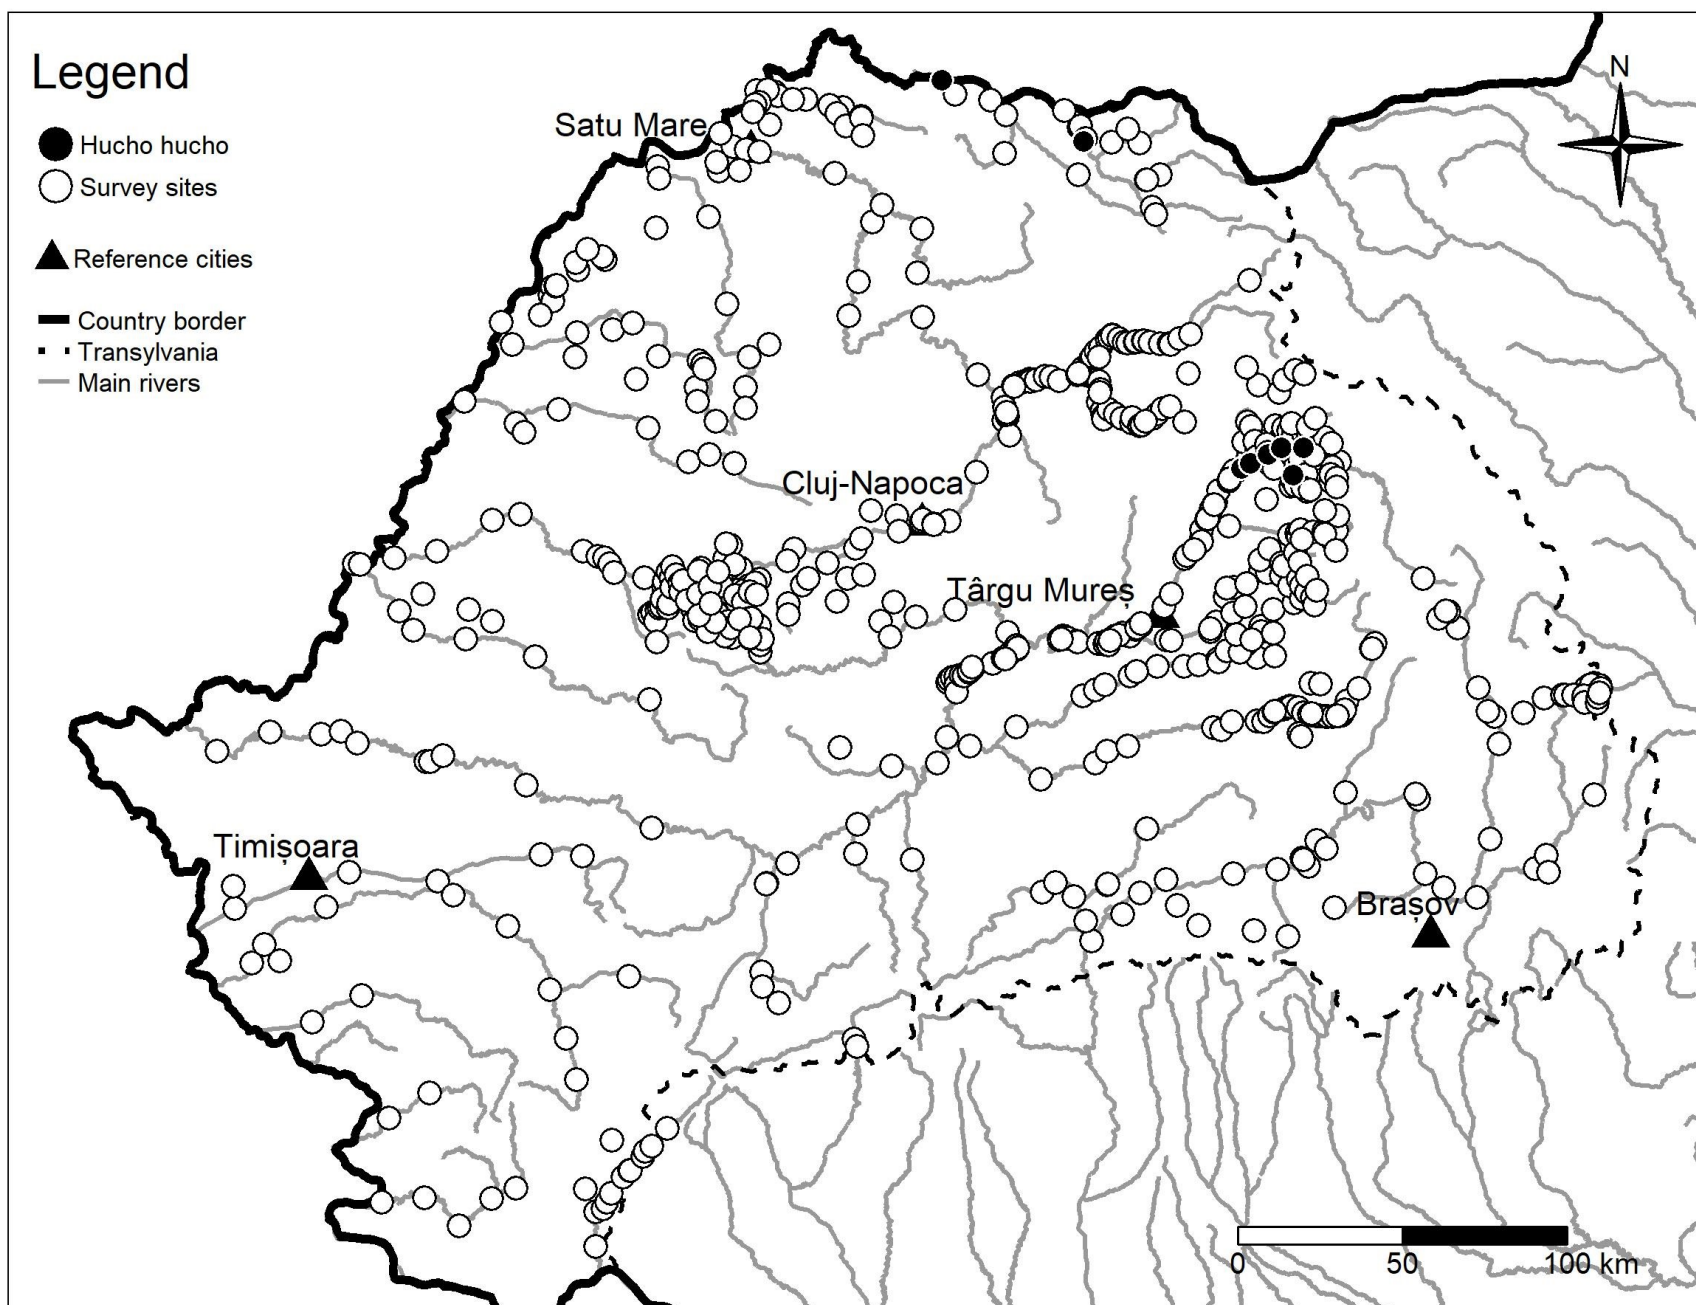 Legend
Hucho hucho
Survey sites
Reference cities
Country border
Transylvania
Main rivers
N
Satu Mare
Cluj-Napoca
Târgu Mureș
Timișoara
Brașov
0 50 100 km